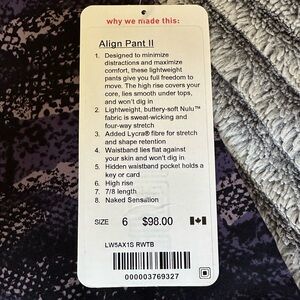 why we made this:
Align Pant II
1. Designed to minimize
distractions and maximize
comfort, these lightweight
pants give you full freedom to
move. The high rise covers your
core, lies smooth under tops,
and won't dig in
2. Lightweight, buttery-soft Nulu™
fabric is sweat-wicking and
four-way stretch
3. Added Lycra® fibre for stretch
and shape retention
4. Waistband lies flat against
your skin and won't dig in
5. Hidden waistband pocket holds a
key or card
6. High rise
7. 7/8 length
8. Naked Sensation
SIZE 6 $98.00
LW5AX1S RWTB
000003769327